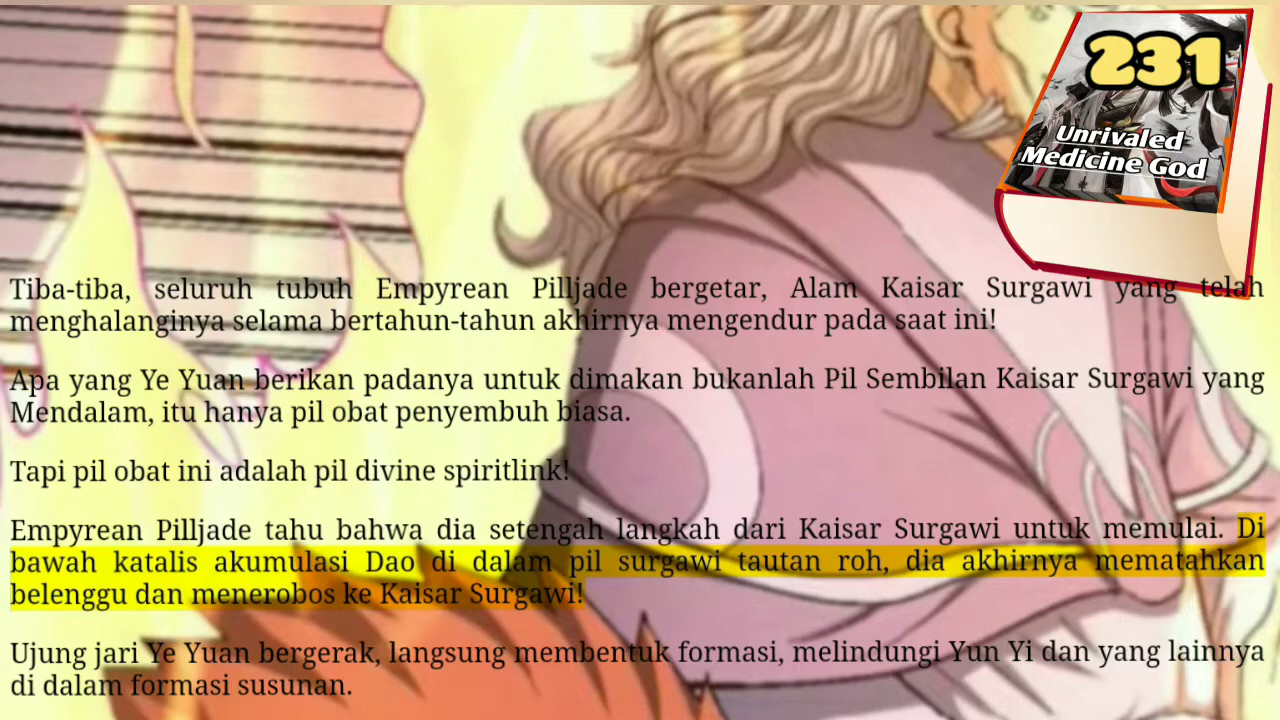 231
Unrivaled
Medicine God
Tiba-tiba, seluruh tubuh Empyrean Pilljade bergetar, Alam Kaisar Surgawi yang telah
menghalanginya selama bertahun-tahun akhirnya mengendur pada saat ini!
Apa yang Ye Yuan berikan padanya untuk dimakan bukanlah Pil Sembilan Kaisar Surgawi yang
Mendalam, itu hanya pil obat penyembuh biasa.
Tapi pil obat ini adalah pil divine spiritlink!
Empyrean Pilljade tahu bahwa dia setengah langkah dari Kaisar Surgawi untuk memulai. Di
bawah katalis akumulasi Dao di dalam pil surgawi tautan roh, dia akhirnya mematahkan
belenggu dan menerobos ke Kaisar Surgawi!
Ujung jari Ye Yuan bergerak, langsung membentuk formasi, melindungi Yun Yi dan yang lainnya
di dalam formasi susunan.